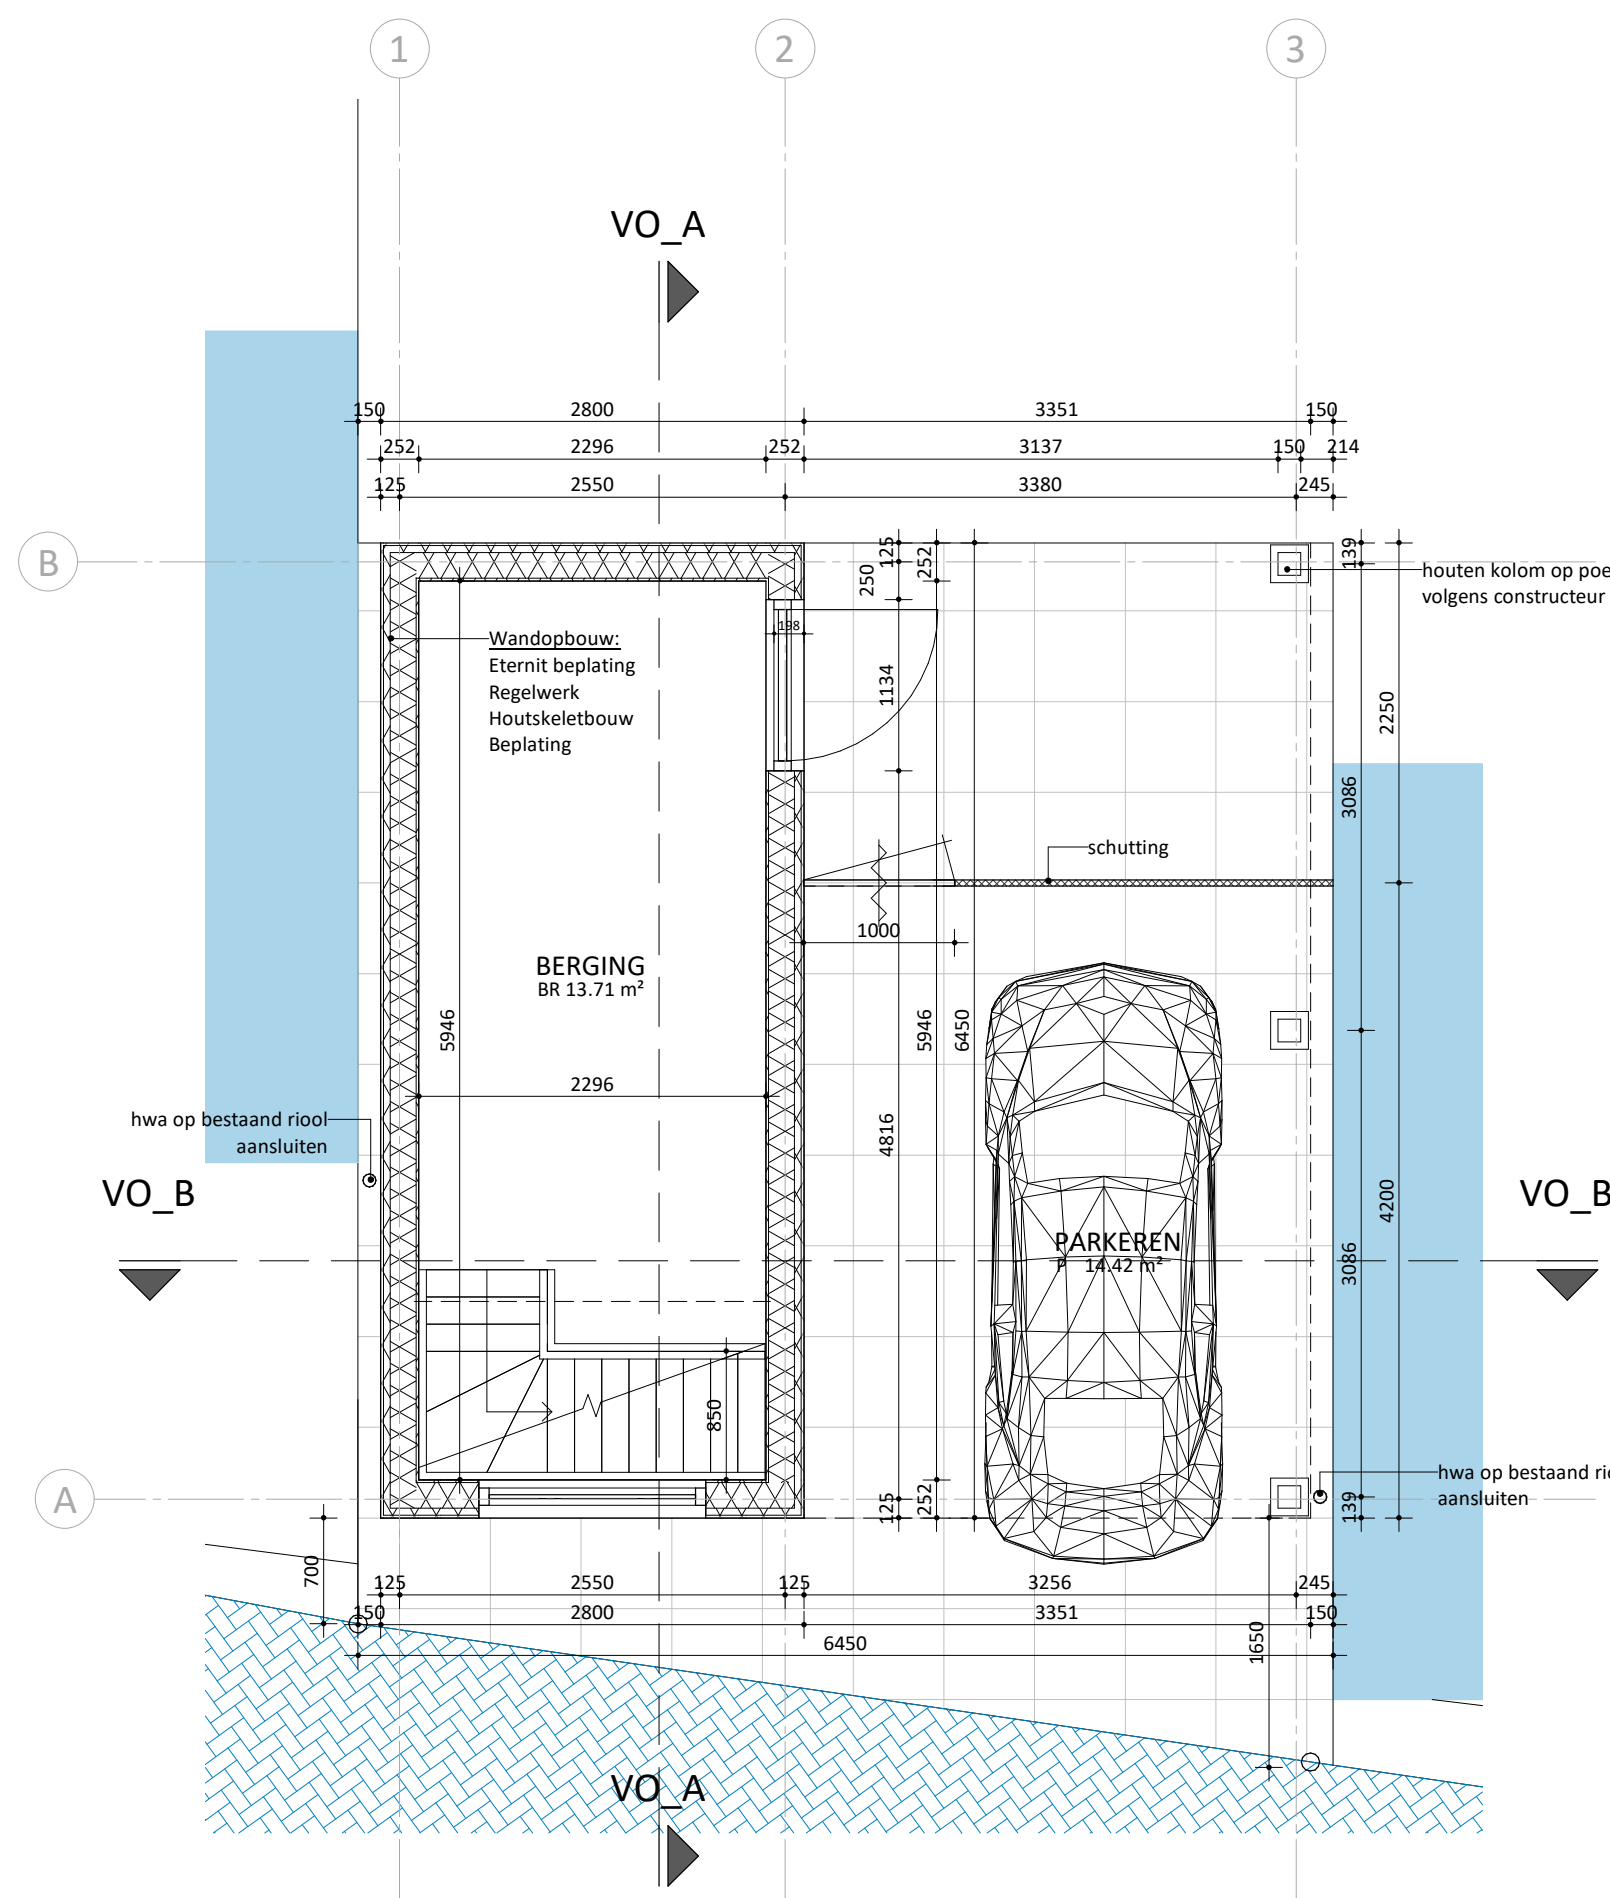 1
2
3
VO_A
150
2800
3351
150
252
2296
252
3137
150
214
125
2550
3380
245
B
125
252
250
139
houten kolom op poe
volgens constructeur
198
Wandopbouw:
Eternit beplating
Regelwerk
Houtskeletbouw
Beplating
1134
2250
3086
schutting
1000
BERGING
BR 13.71 m²
5946
5946
6450
2296
hwa op bestaand riool
aansluiten
4816
VO_B
VO_B
4200
PARKEREN
P 14.42 m²
3086
850
A
125
252
139
hwa op bestaand rio
aansluiten
700
125
2550
125
3256
245
150
2800
3351
150
6450
1650
VO_A